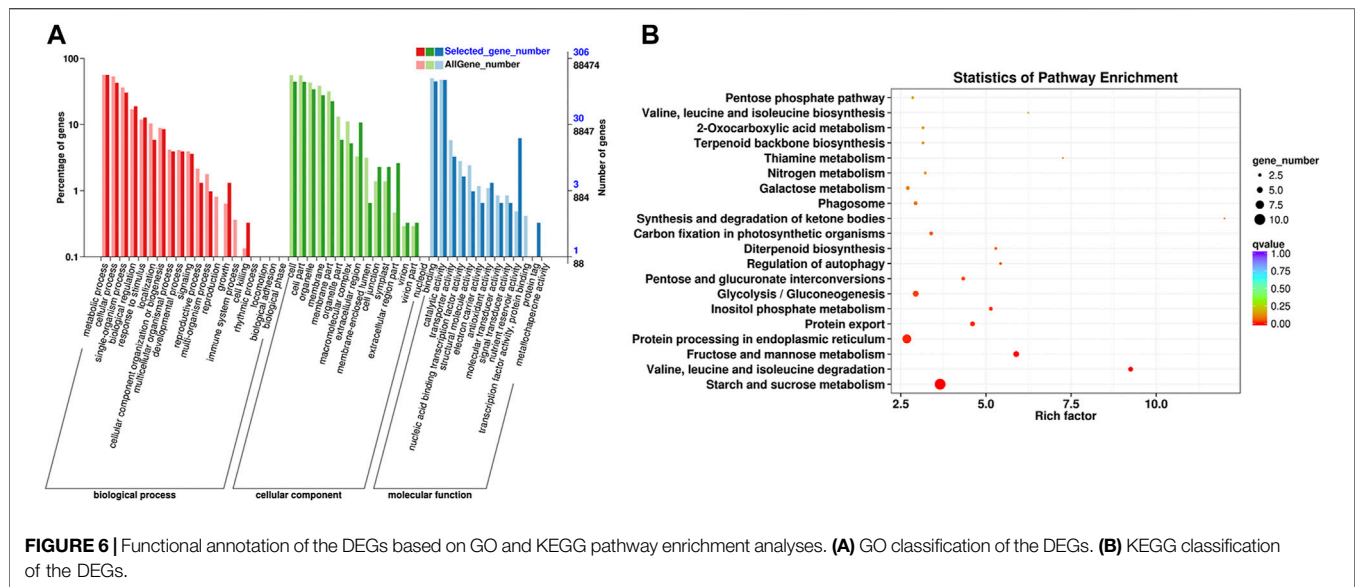 A
Selected_gene_number
AllGene_number
Percentage of genes
100
10
1
0.1
306
88474
30
8847
3
884
1
88
Number of genes
metabolic process
cellular process
organismal process
single-organism process
biological regulation
response to stimulus
localization
cellular component organization or biogenesis
multicellular organismal process
developmental process
signaling
reproductive process
multi-organism process
reproduction
growth
immune system process
cell killing
rhythmic process
locomotion
biological adhesion
biological phase
cell
cell part
organelle
membrane
membrane part
organelle part
macromolecular complex
extracellular region
membrane-enclosed lumen
cell junction
symplast
extracellular region part
virion
virion part
nucleoid
binding
catalytic activity
transporter activity
nucleic acid binding transcription factor activity
structural molecule activity
electron carrier activity
antioxidant activity
molecular transducer activity
signal transducer activity
nutrient reservoir activity
transcription factor activity, protein binding
protein tag
metallochaperone activity
biological process
cellular component
molecular function
B
Statistics of Pathway Enrichment
Pentose phosphate pathway
Valine, leucine and isoleucine biosynthesis
2-Oxocarboxylic acid metabolism
Terpenoid backbone biosynthesis
Thiamine metabolism
Nitrogen metabolism
Galactose metabolism
Phagosome
Synthesis and degradation of ketone bodies
Carbon fixation in photosynthetic organisms
Diterpenoid biosynthesis
Regulation of autophagy
Pentose and glucuronate interconversions
Glycolysis / Gluconeogenesis
Inositol phosphate metabolism
Protein export
Protein processing in endoplasmic reticulum
Fructose and mannose metabolism
Valine, leucine and isoleucine degradation
Starch and sucrose metabolism
2.5
5.0
7.5
10.0
Rich factor
gene_number
2.5
5.0
7.5
10.0
qvalue
1.00
0.75
0.50
0.25
0.00
FIGURE 6 | Functional annotation of the DEGs based on GO and KEGG pathway enrichment analyses. (A) GO classification of the DEGs. (B) KEGG classification
of the DEGs.